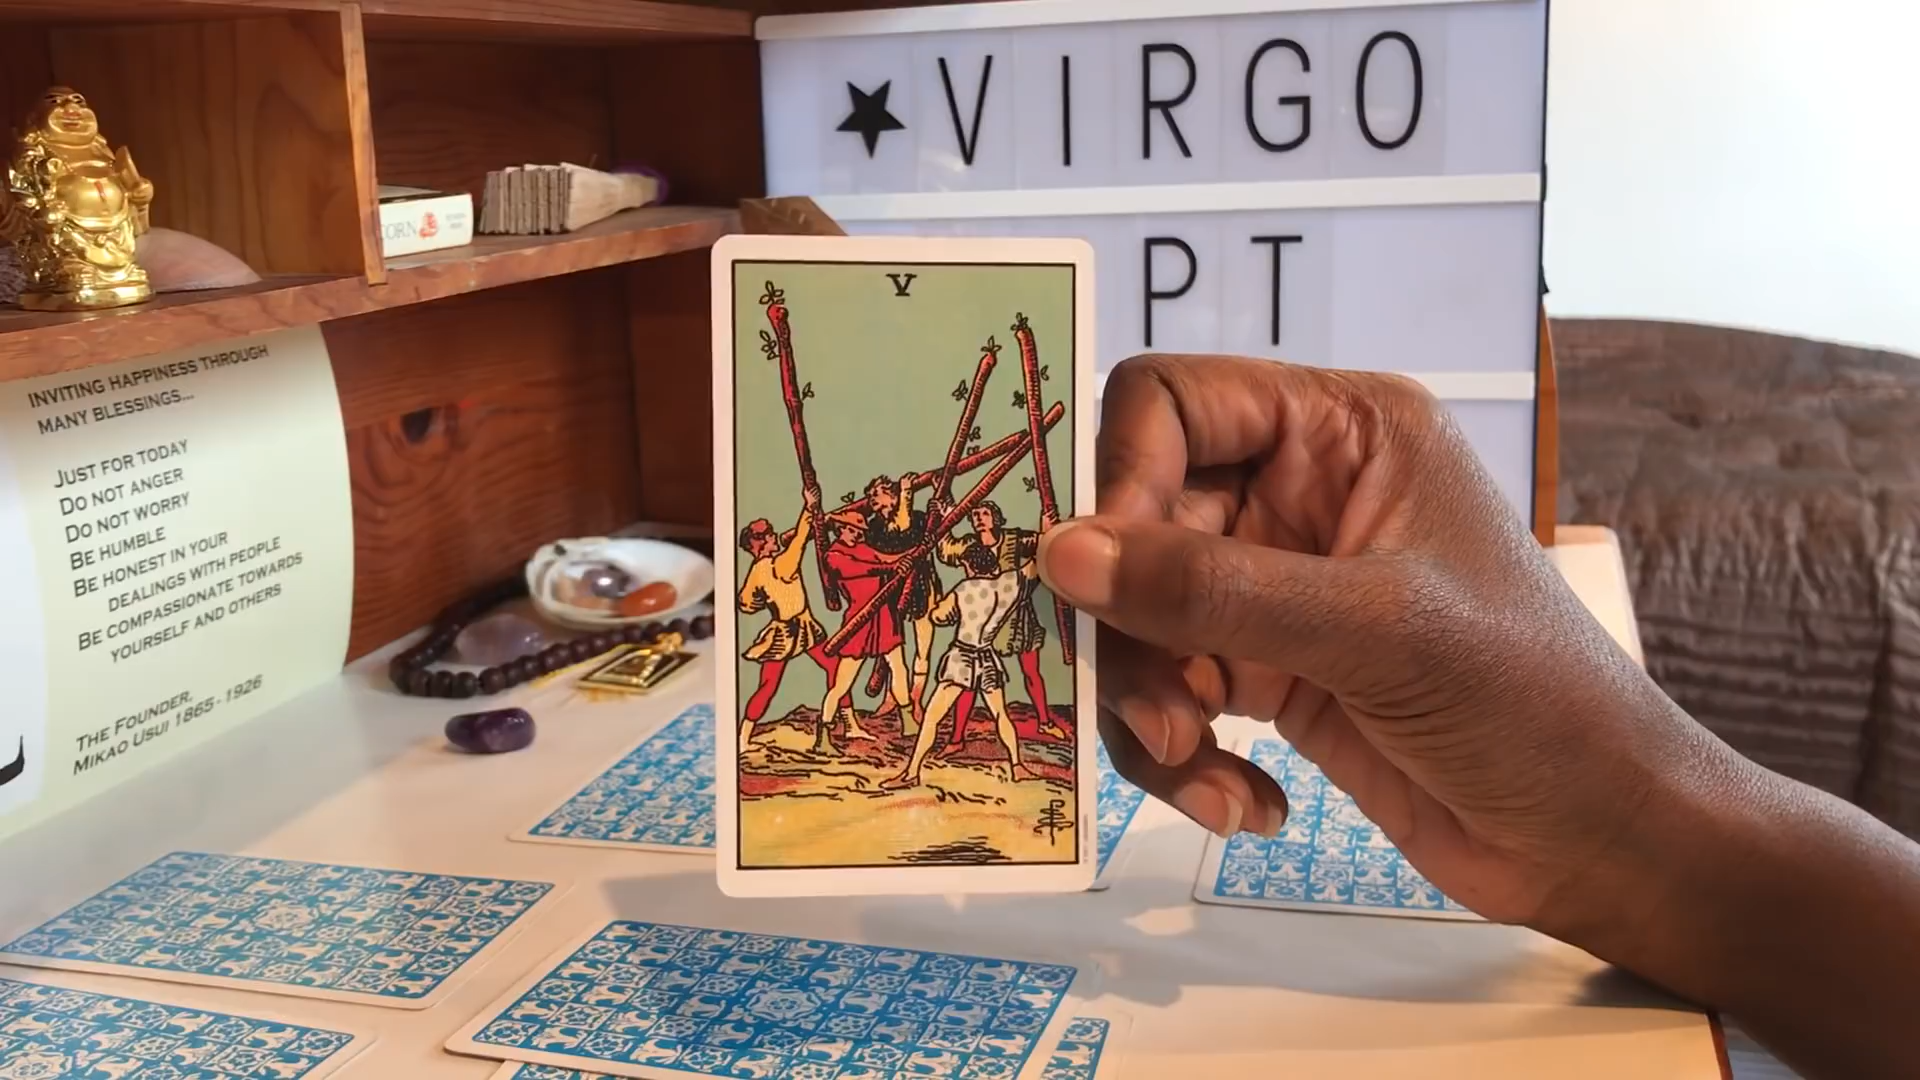 ★VIRGO
PT
V
CORN
INVITING HAPPINESS THROUGH
MANY BLESSINGS...
JUST FOR TODAY
DO NOT ANGER
DO NOT WORRY
BE HUMBLE
BE HONEST IN YOUR
DEALINGS WITH PEOPLE
BE COMPASSIONATE TOWARDS
YOURSELF AND OTHERS
THE FOUNDER,
MIKAO USUI 1865 - 1926